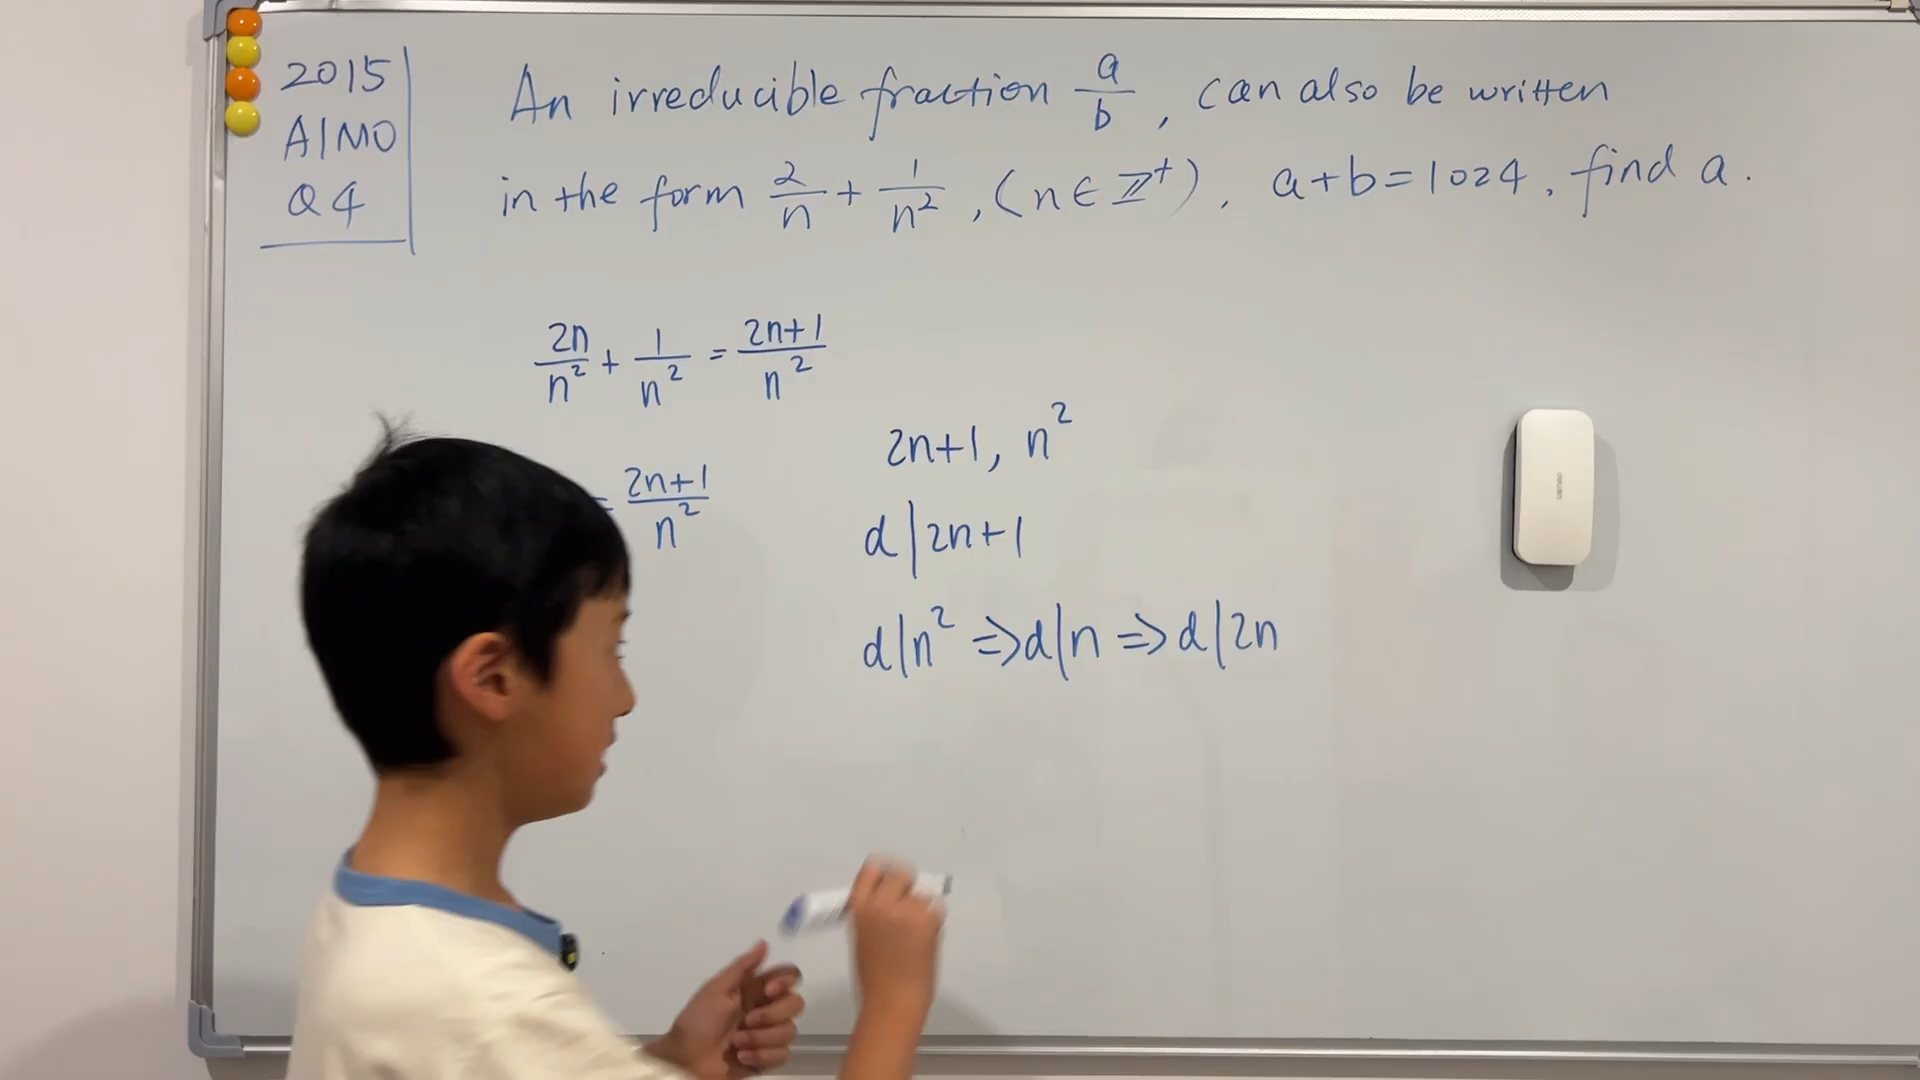 2015
AIMO
Q4
An irreducible fraction a/b, can also be written
in the form 2/n + 1/n², (n ∈ ℤ⁺), a+b=1024, find a.
2n/n² + 1/n² = (2n+1)/n²
= (2n+1)/n²
2n+1, n²
d|2n+1
d|n² ⇒ d|n ⇒ d|2n